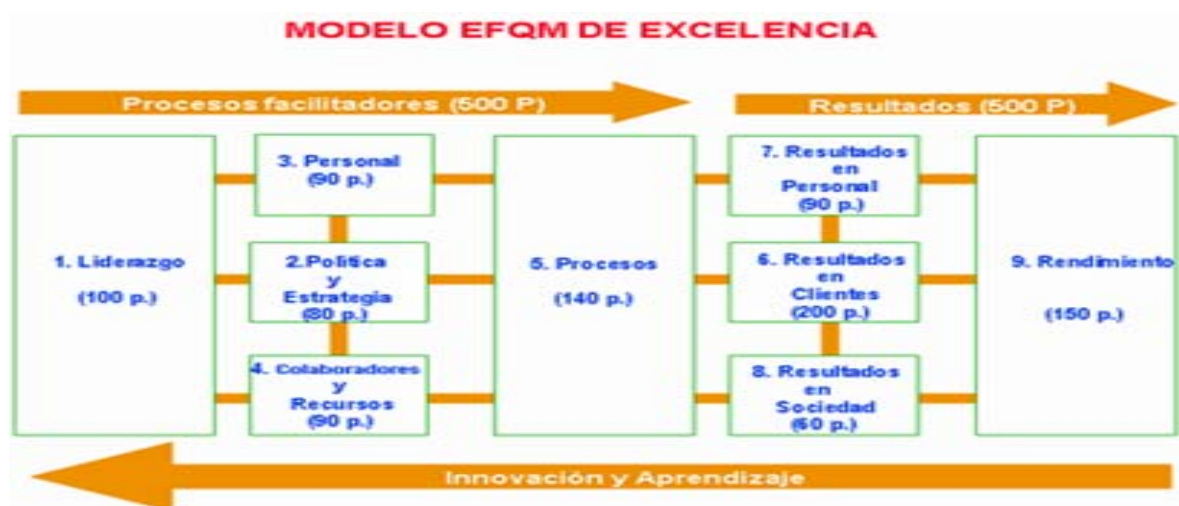 MODELO EFQM DE EXCELENCIA
Procesos facilitadores (500 P)
Resultados (500 P)
1. Liderazgo
(100 p.)
3. Personal
(90 p.)
2.Política
y
Estrategia
(80 p.)
4. Colaboradores
y
Recursos
(90 p.)
5. Procesos
(140 p.)
7. Resultados
en
Personal
(90 p.)
6. Resultados
en
Clientes
(200 p.)
8. Resultados
en
Sociedad
(60 p.)
9. Rendimiento
(150 p.)
Innovación y Aprendizaje